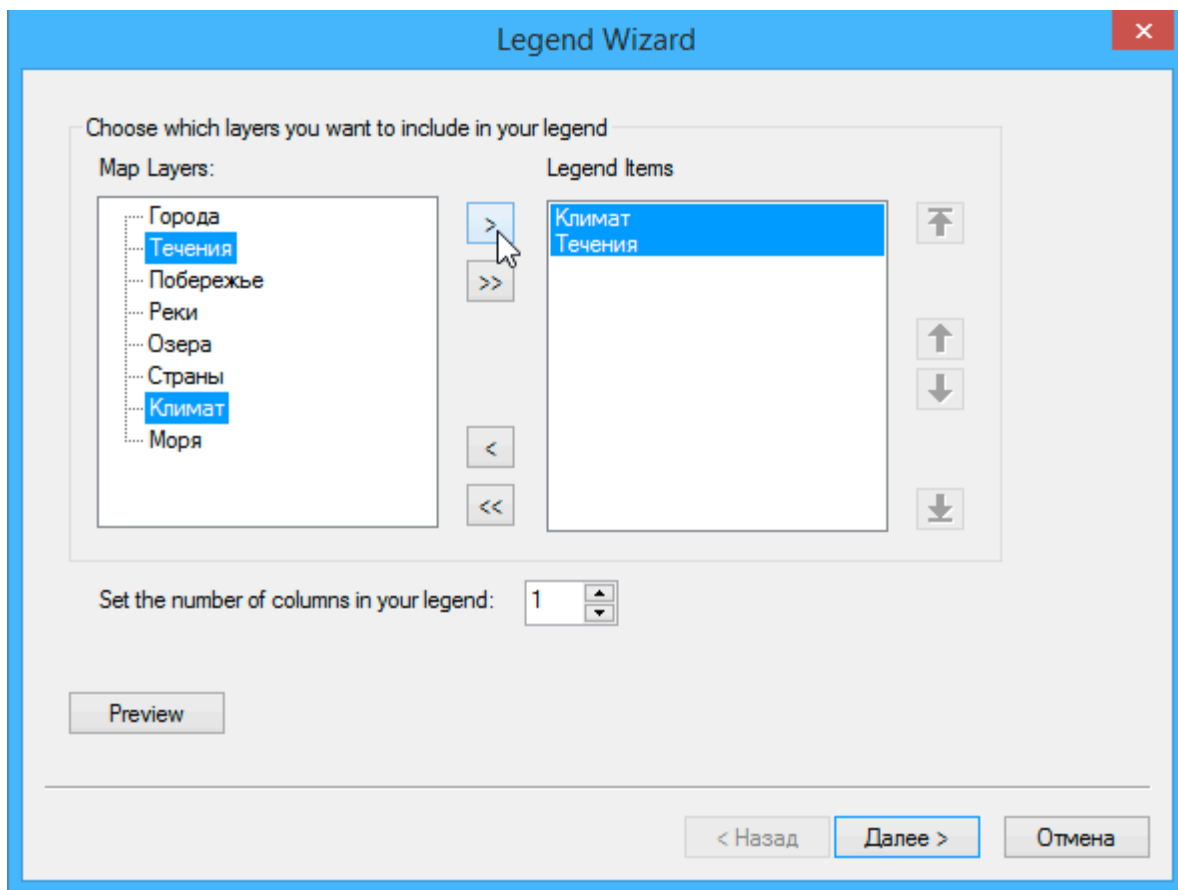 Legend Wizard
Choose which layers you want to include in your legend
Map Layers:
Legend Items
Города
Течения
Побережье
Реки
Озера
Страны
Климат
Моря
>
>>
<
<<
Климат
Течения
Set the number of columns in your legend:
1
Preview
< Назад
Далее >
Отмена